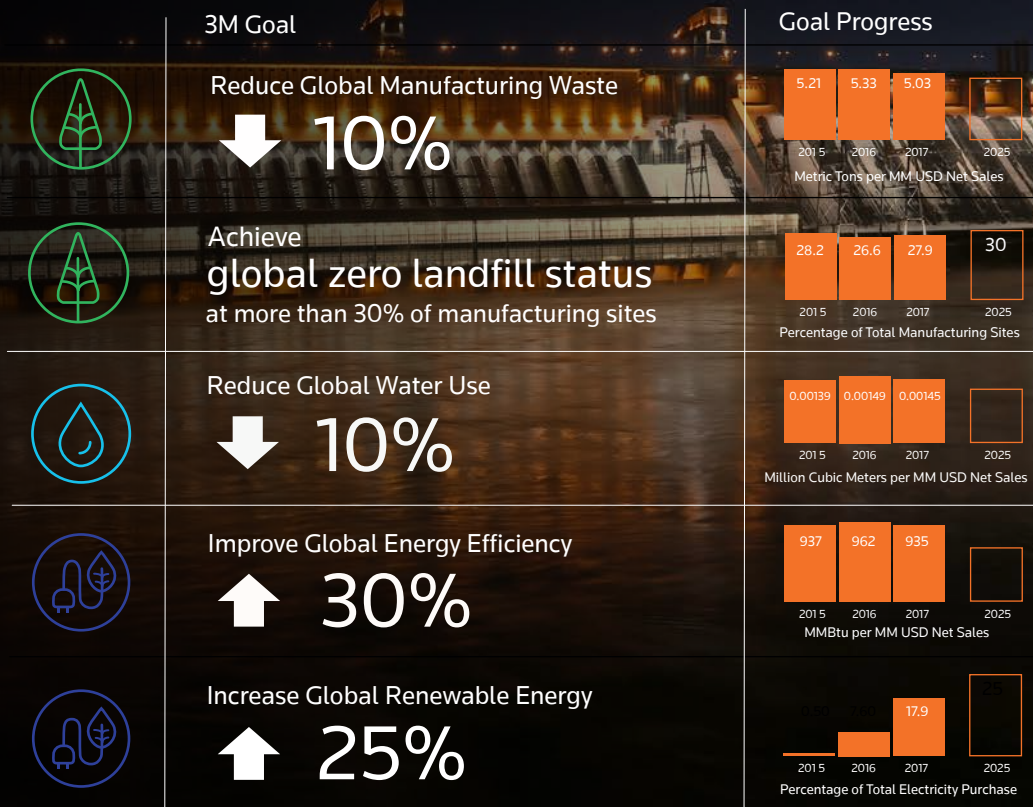 3M Goal
Goal Progress
Reduce Global Manufacturing Waste
10%
5.21 5.33 5.03
2015 2016 2017 2025
Metric Tons per MM USD Net Sales
Achieve
global zero landfill status
at more than 30% of manufacturing sites
28.2 26.6 27.9 30
2015 2016 2017 2025
Percentage of Total Manufacturing Sites
Reduce Global Water Use
10%
0.00139 0.00149 0.00145
2015 2016 2017 2025
Million Cubic Meters per MM USD Net Sales
Improve Global Energy Efficiency
30%
937 962 935
2015 2016 2017 2025
MMBtu per MM USD Net Sales
Increase Global Renewable Energy
25%
17.9 25
2015 2016 2017 2025
Percentage of Total Electricity Purchase